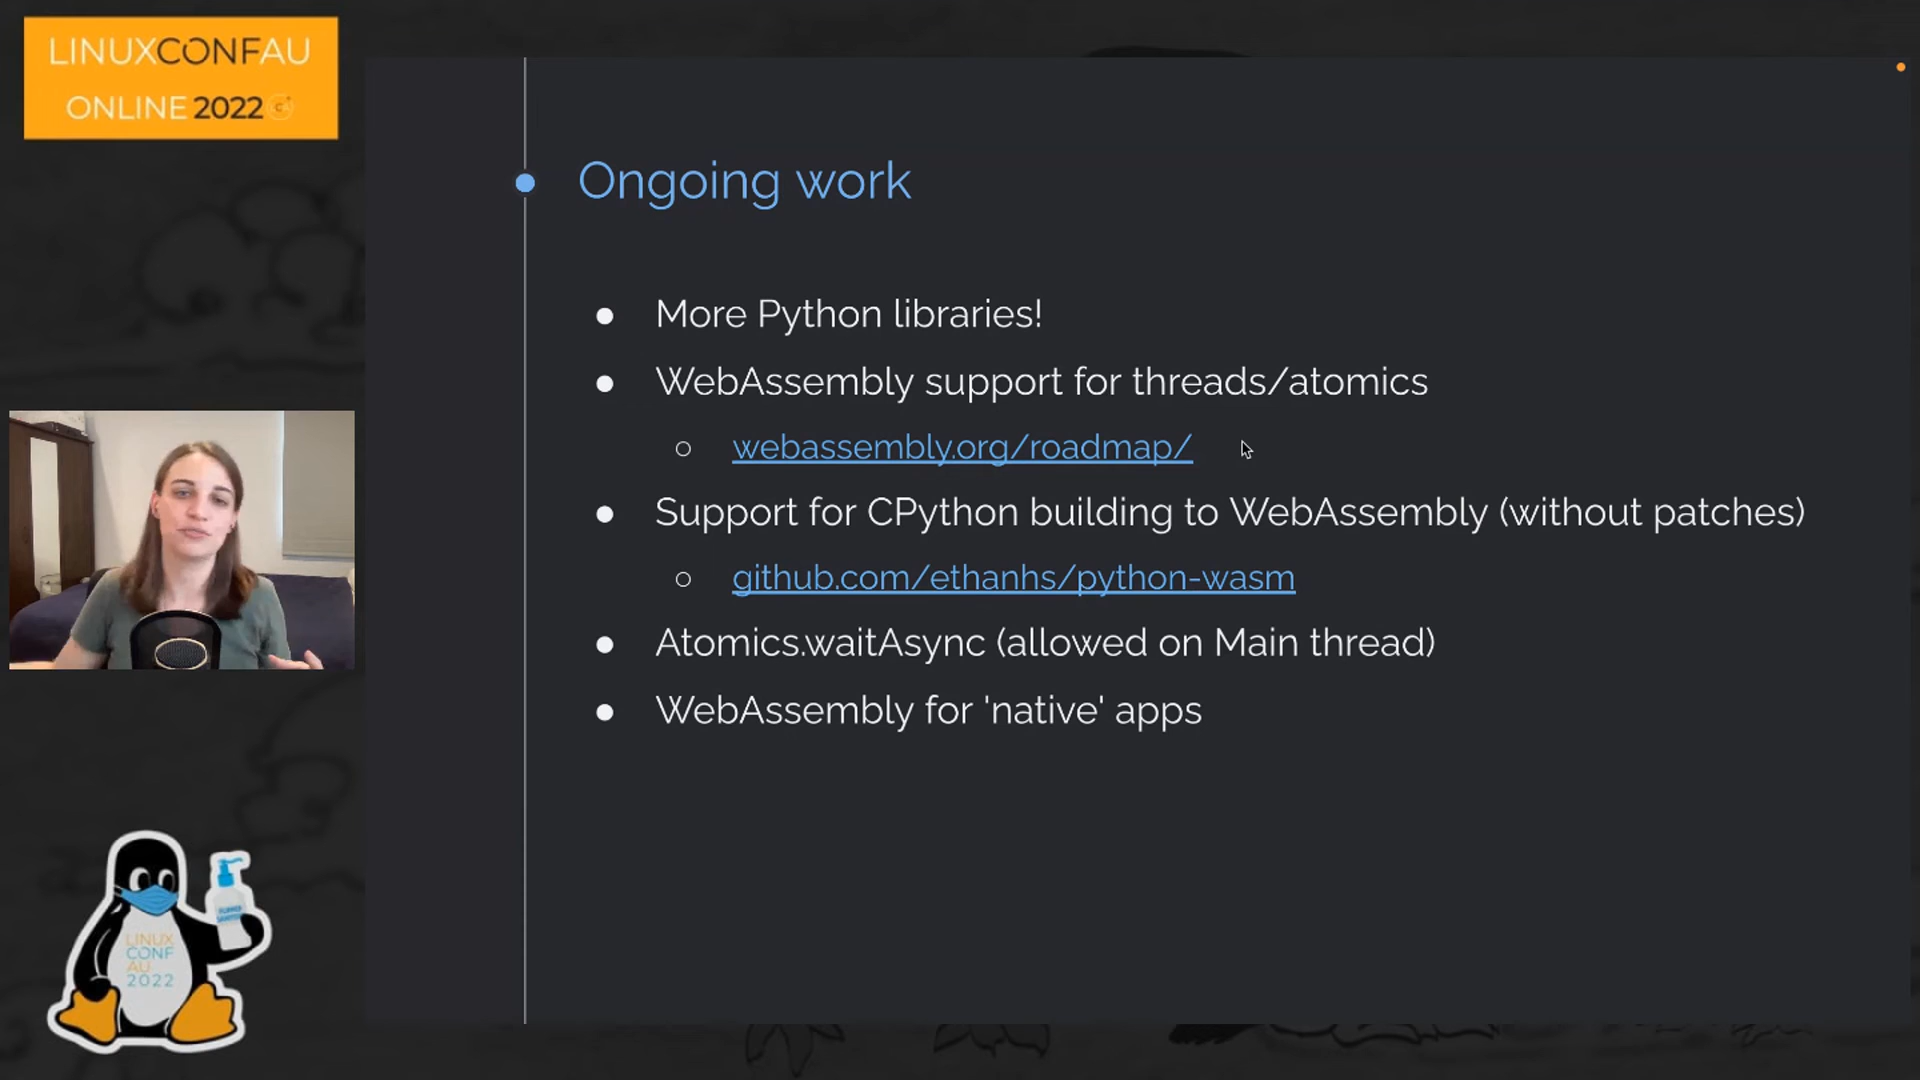 LINUXCONFAU
ONLINE 2022
Ongoing work
More Python libraries!
WebAssembly support for threads/atomics
webassembly.org/roadmap/
Support for CPython building to WebAssembly (without patches)
github.com/ethanhs/python-wasm
Atomics.waitAsync (allowed on Main thread)
WebAssembly for 'native' apps
LINUX
CONF
AU
2022